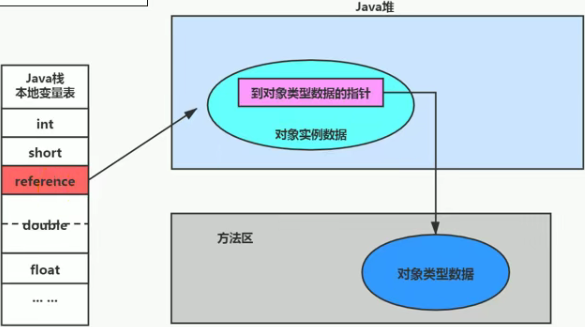 Java堆
Java栈
本地变量表
int
short
reference
double
float
... ...
到对象类型数据的指针
对象实例数据
方法区
对象类型数据